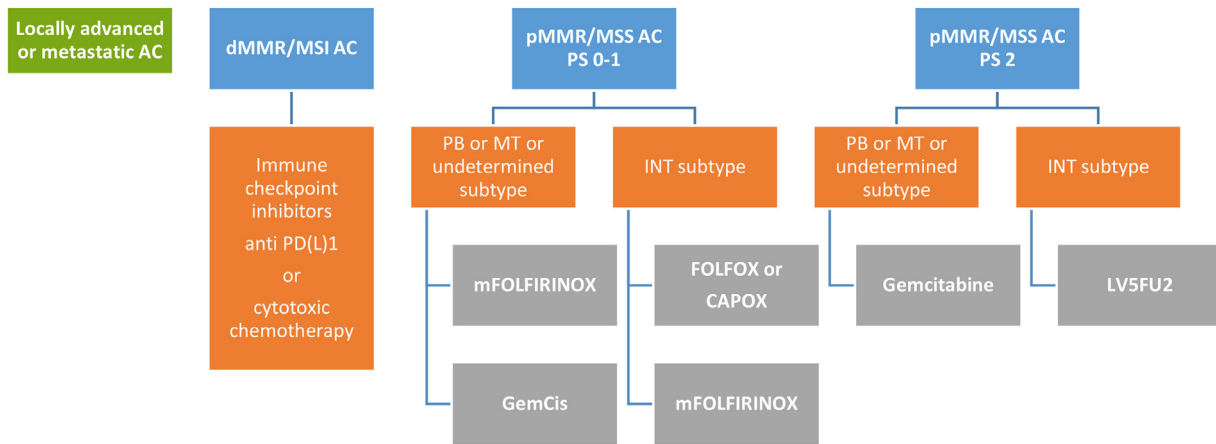 Locally advanced
or metastatic AC
dMMR/MSI AC
pMMR/MSS AC
PS 0-1
pMMR/MSS AC
PS 2
Immune
checkpoint
inhibitors
anti PD(L)1
or
cytotoxic
chemotherapy
PB or MT or
undetermined
subtype
INT subtype
PB or MT or
undetermined
subtype
INT subtype
mFOLFIRINOX
FOLFOX or
CAPOX
Gemcitabine
LV5FU2
GemCis
mFOLFIRINOX